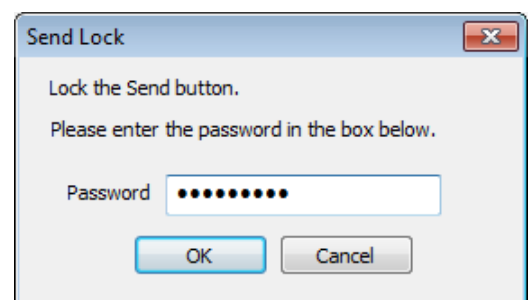 Send Lock
Lock the Send button.
Please enter the password in the box below.
Password •••••••••
OK Cancel